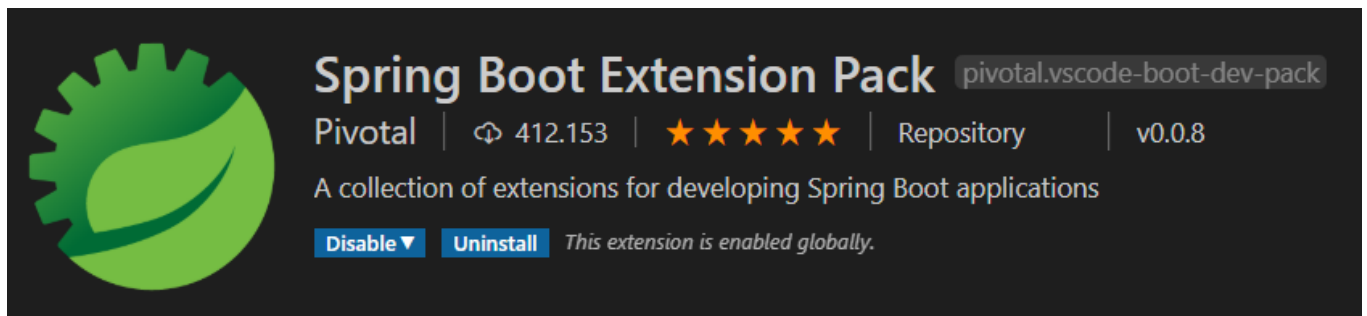 Spring Boot Extension Pack pivotal.vscode-boot-dev-pack
Pivotal 412.153 ★★★★★ Repository v0.0.8
A collection of extensions for developing Spring Boot applications
Disable▼ Uninstall This extension is enabled globally.